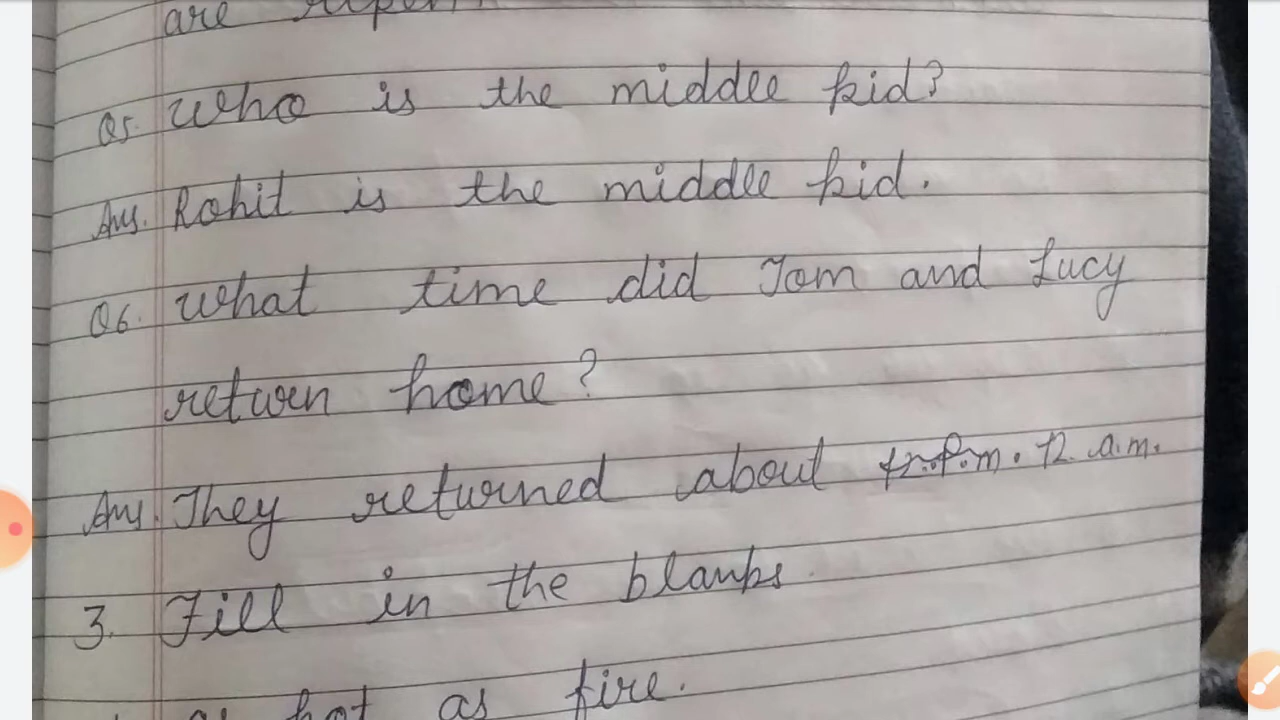 are
Q5. Who is the middle kid?
Ans. Rohit is the middle kid.
Q6. What time did Tom and Lucy
return home?
Ans. They returned about 12 a.m.
3. Fill in the blanks
hot as fire.